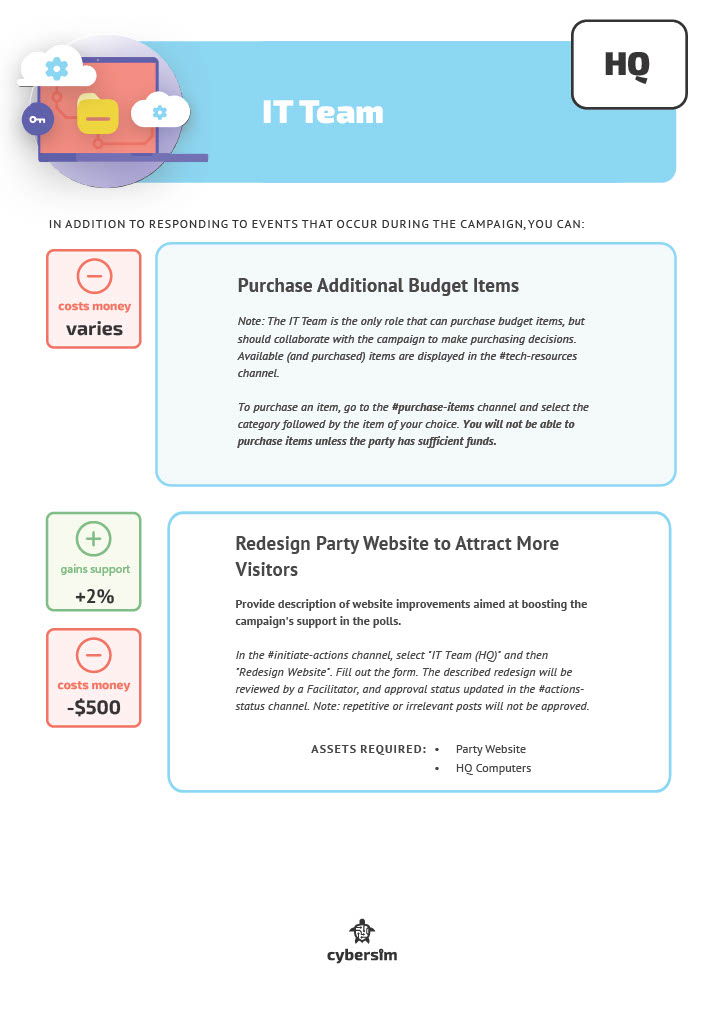 HQ
IT Team
IN ADDITION TO RESPONDING TO EVENTS THAT OCCUR DURING THE CAMPAIGN, YOU CAN:
costs money
varies
Purchase Additional Budget Items
Note: The IT Team is the only role that can purchase budget items, but
should collaborate with the campaign to make purchasing decisions.
Available (and purchased) items are displayed in the #tech-resources
channel.
To purchase an item, go to the #purchase-items channel and select the
category followed by the item of your choice. You will not be able to
purchase items unless the party has sufficient funds.
gains support
+2%
costs money
-$500
Redesign Party Website to Attract More
Visitors
Provide description of website improvements aimed at boosting the
campaign's support in the polls.
In the #initiate-actions channel, select "IT Team (HQ)" and then
"Redesign Website". Fill out the form. The described redesign will be
reviewed by a Facilitator, and approval status updated in the #actions-
status channel. Note: repetitive or irrelevant posts will not be approved.
ASSETS REQUIRED: • Party Website
• HQ Computers
cybersim